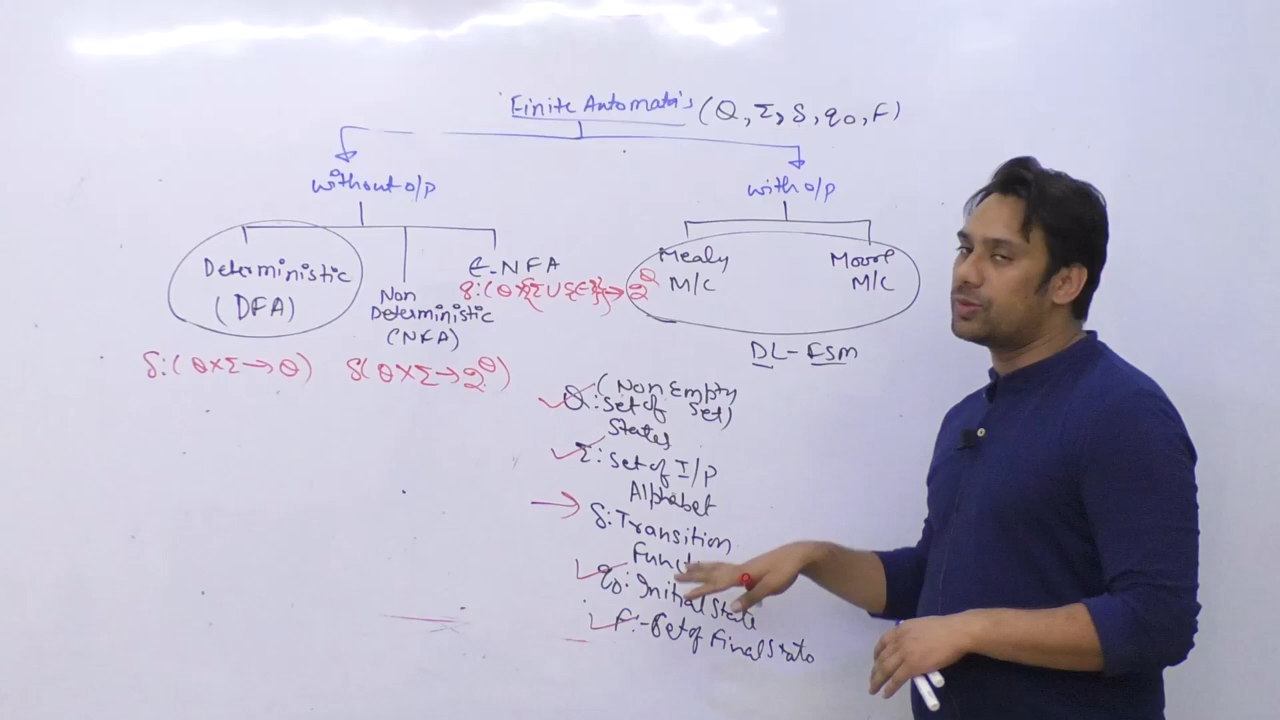 Finite Automata's (Q, Σ, δ, q0, F)
without o/p
with o/p
Deterministic
(DFA)
Non
Deterministic
(NFA)
E-NFA
δ:(Q×{Σ∪{E}}→2^Q
Mealy
M/C
Moore
M/C
DL-FSM
δ:(Q×Σ→Q)
δ(Q×Σ→2^Q)
Q:(Non Empty
Set of Set)
States
Σ: Set of I/p
Alphabet
δ: Transition
q0: Initial State
F:- Set of Final State